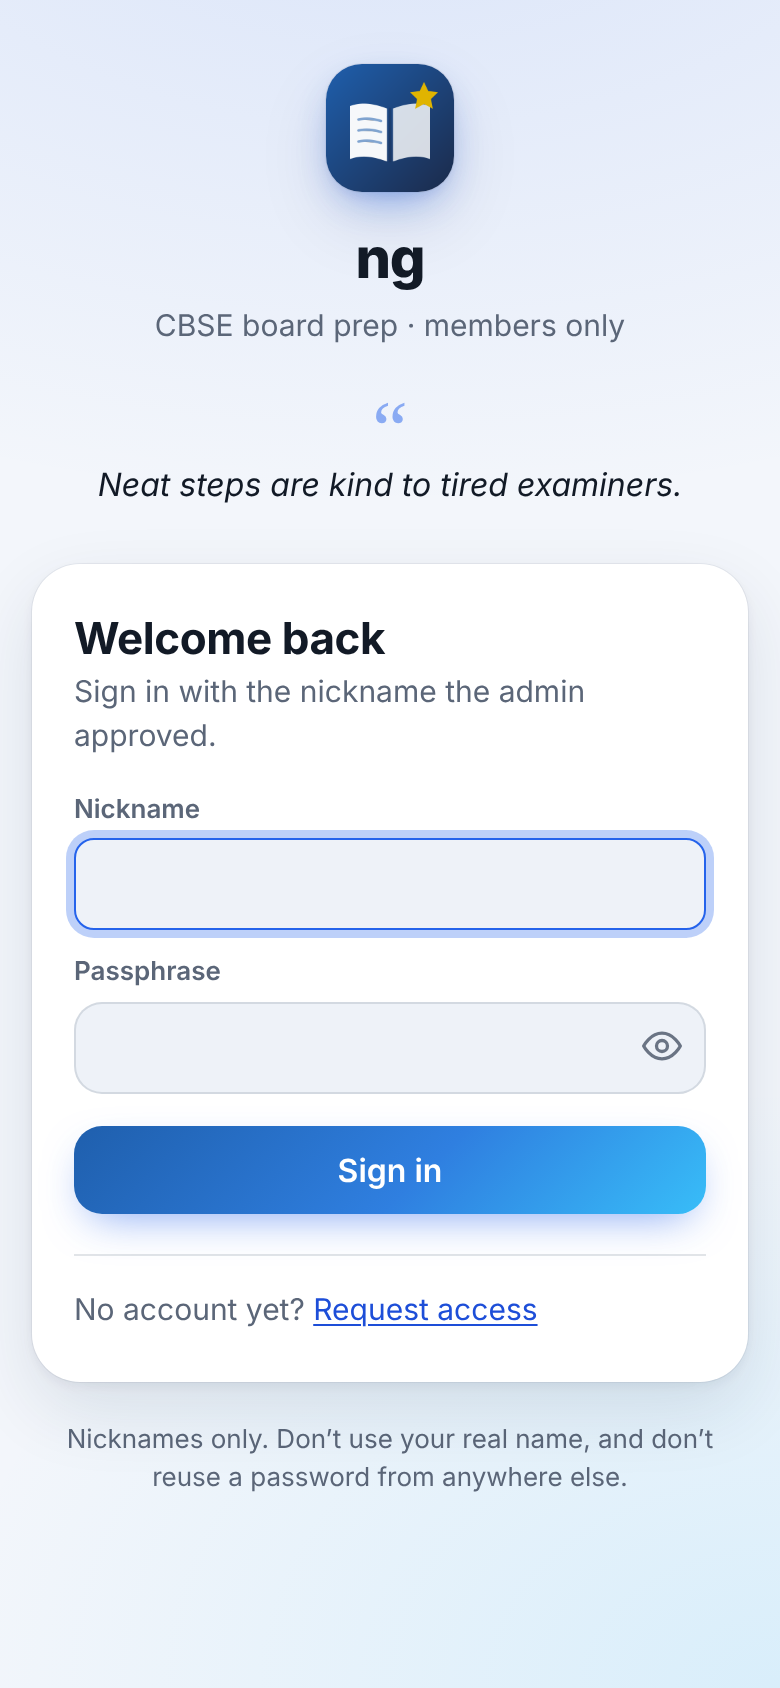 ng
CBSE board prep · members only
“
Neat steps are kind to tired examiners.
Welcome back
Sign in with the nickname the admin
approved.
Nickname
Passphrase
Sign in
No account yet? Request access
Nicknames only. Don’t use your real name, and don’t
reuse a password from anywhere else.